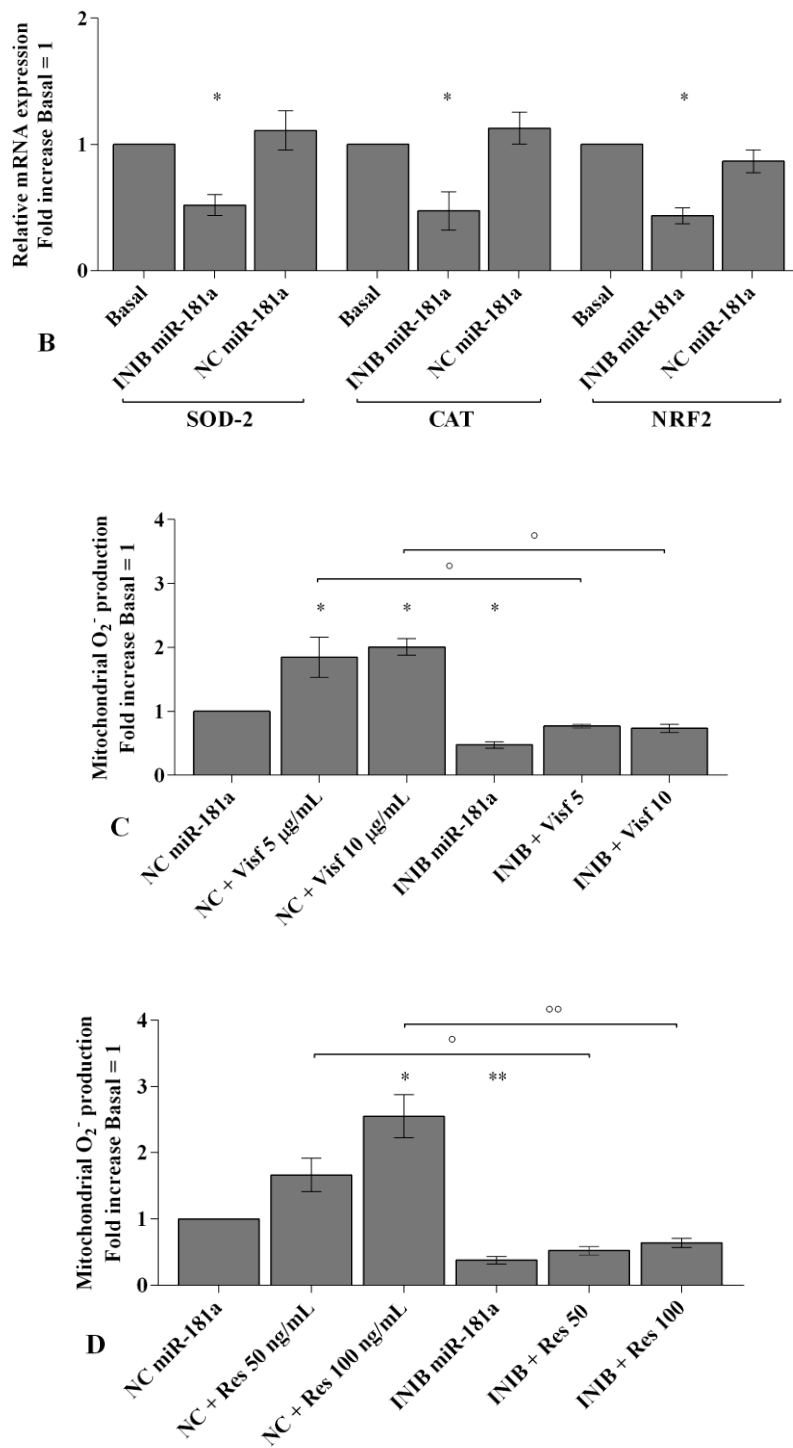 Relative mRNA expression
Fold increase Basal = 1
2
1
0
* * *
Basal
INIB miR-181a
NC miR-181a
Basal
INIB miR-181a
NC miR-181a
Basal
INIB miR-181a
NC miR-181a
B
SOD-2
CAT
NRF2
Mitochondrial O₂⁻ production
Fold increase Basal = 1
4
3
2
1
0
°
°
* * *
NC miR-181a
NC + Visf 5 µg/mL
NC + Visf 10 µg/mL
INIB miR-181a
INIB + Visf 5
INIB + Visf 10
C
Mitochondrial O₂⁻ production
Fold increase Basal = 1
4
3
2
1
0
°°
°
* **
NC miR-181a
NC + Res 50 ng/mL
NC + Res 100 ng/mL
INIB miR-181a
INIB + Res 50
INIB + Res 100
D